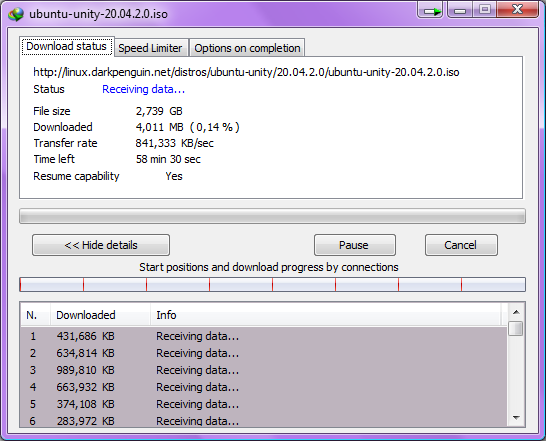 ubuntu-unity-20.04.2.0.iso
Download status Speed Limiter Options on completion
http://linux.darkpenguin.net/distros/ubuntu-unity/20.04.2.0/ubuntu-unity-20.04.2.0.iso
Status Receiving data...
File size 2,739 GB
Downloaded 4,011 MB ( 0,14 % )
Transfer rate 841,333 KB/sec
Time left 58 min 30 sec
Resume capability Yes
<< Hide details Pause Cancel
Start positions and download progress by connections
N. Downloaded Info
1 431,686 KB Receiving data...
2 634,814 KB Receiving data...
3 989,810 KB Receiving data...
4 663,932 KB Receiving data...
5 374,108 KB Receiving data...
6 283,972 KB Receiving data...